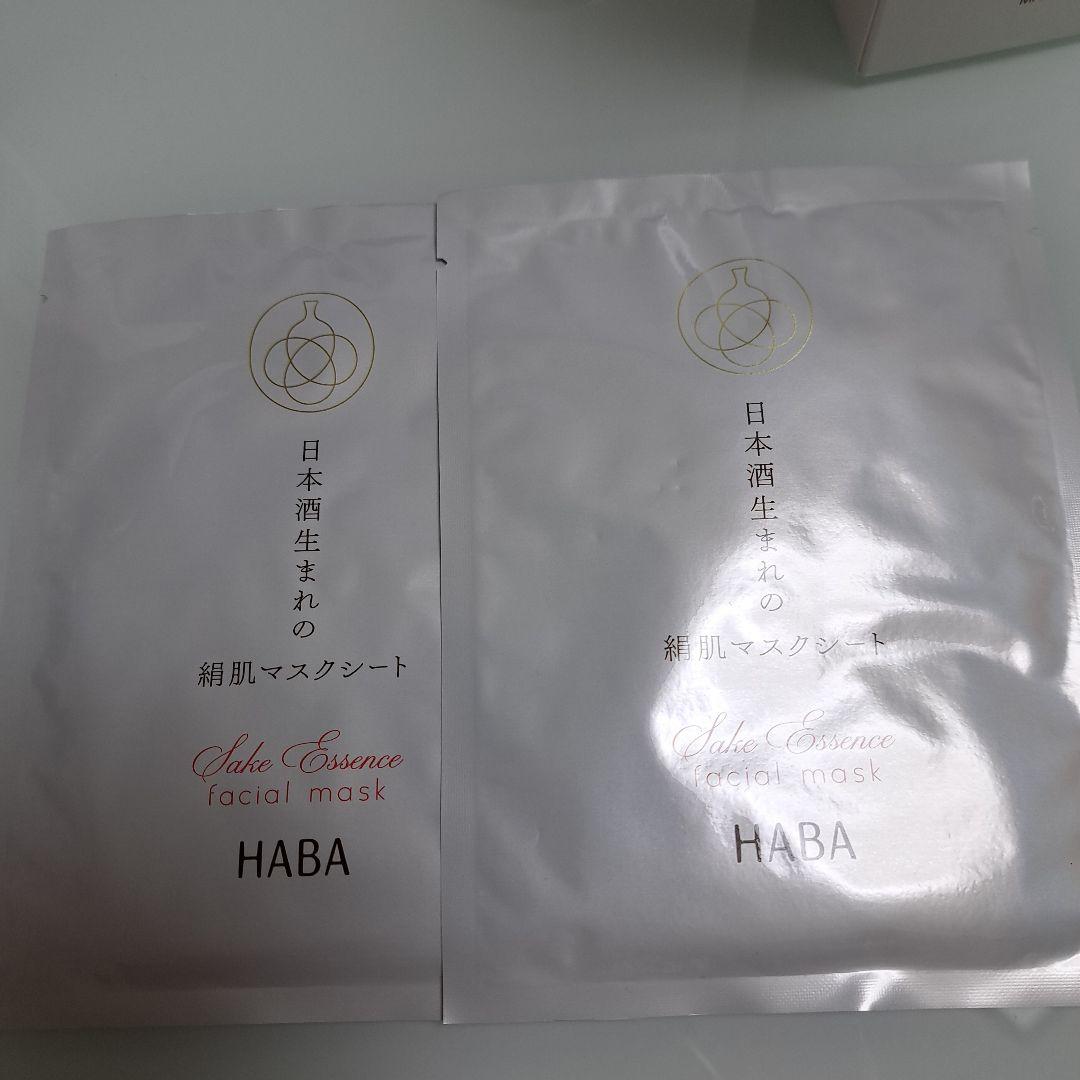 日本酒生まれの
絹肌マスクシート
Sake Essence
facial mask
HABA
日本酒生まれの
絹肌マスクシート
Sake Essence
facial mask
HABA